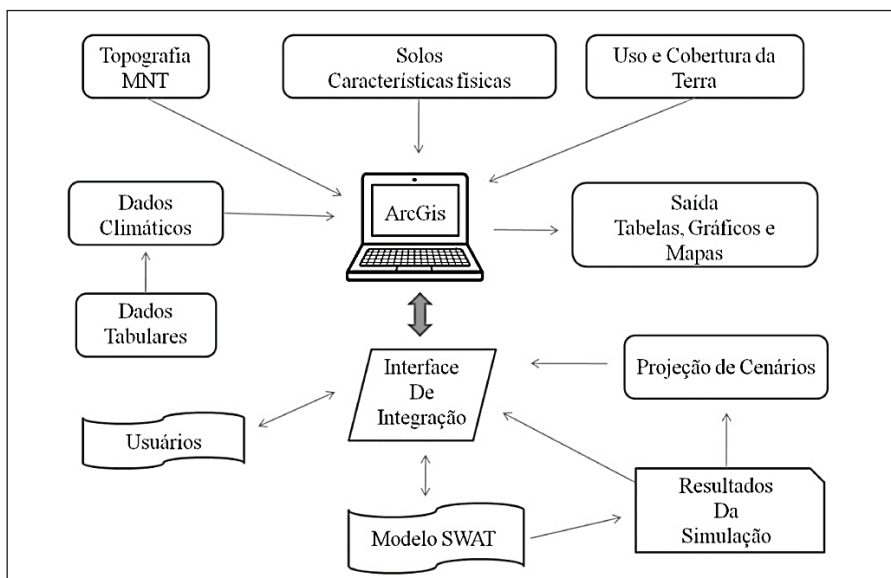 Topografia
MNT
Solos
Características físicas
Uso e Cobertura da
Terra
Dados
Climáticos
ArcGis
Saída
Tabelas, Gráficos e
Mapas
Dados
Tabulares
Interface
De
Integração
Projeção de Cenários
Usuários
Modelo SWAT
Resultados
Da
Simulação